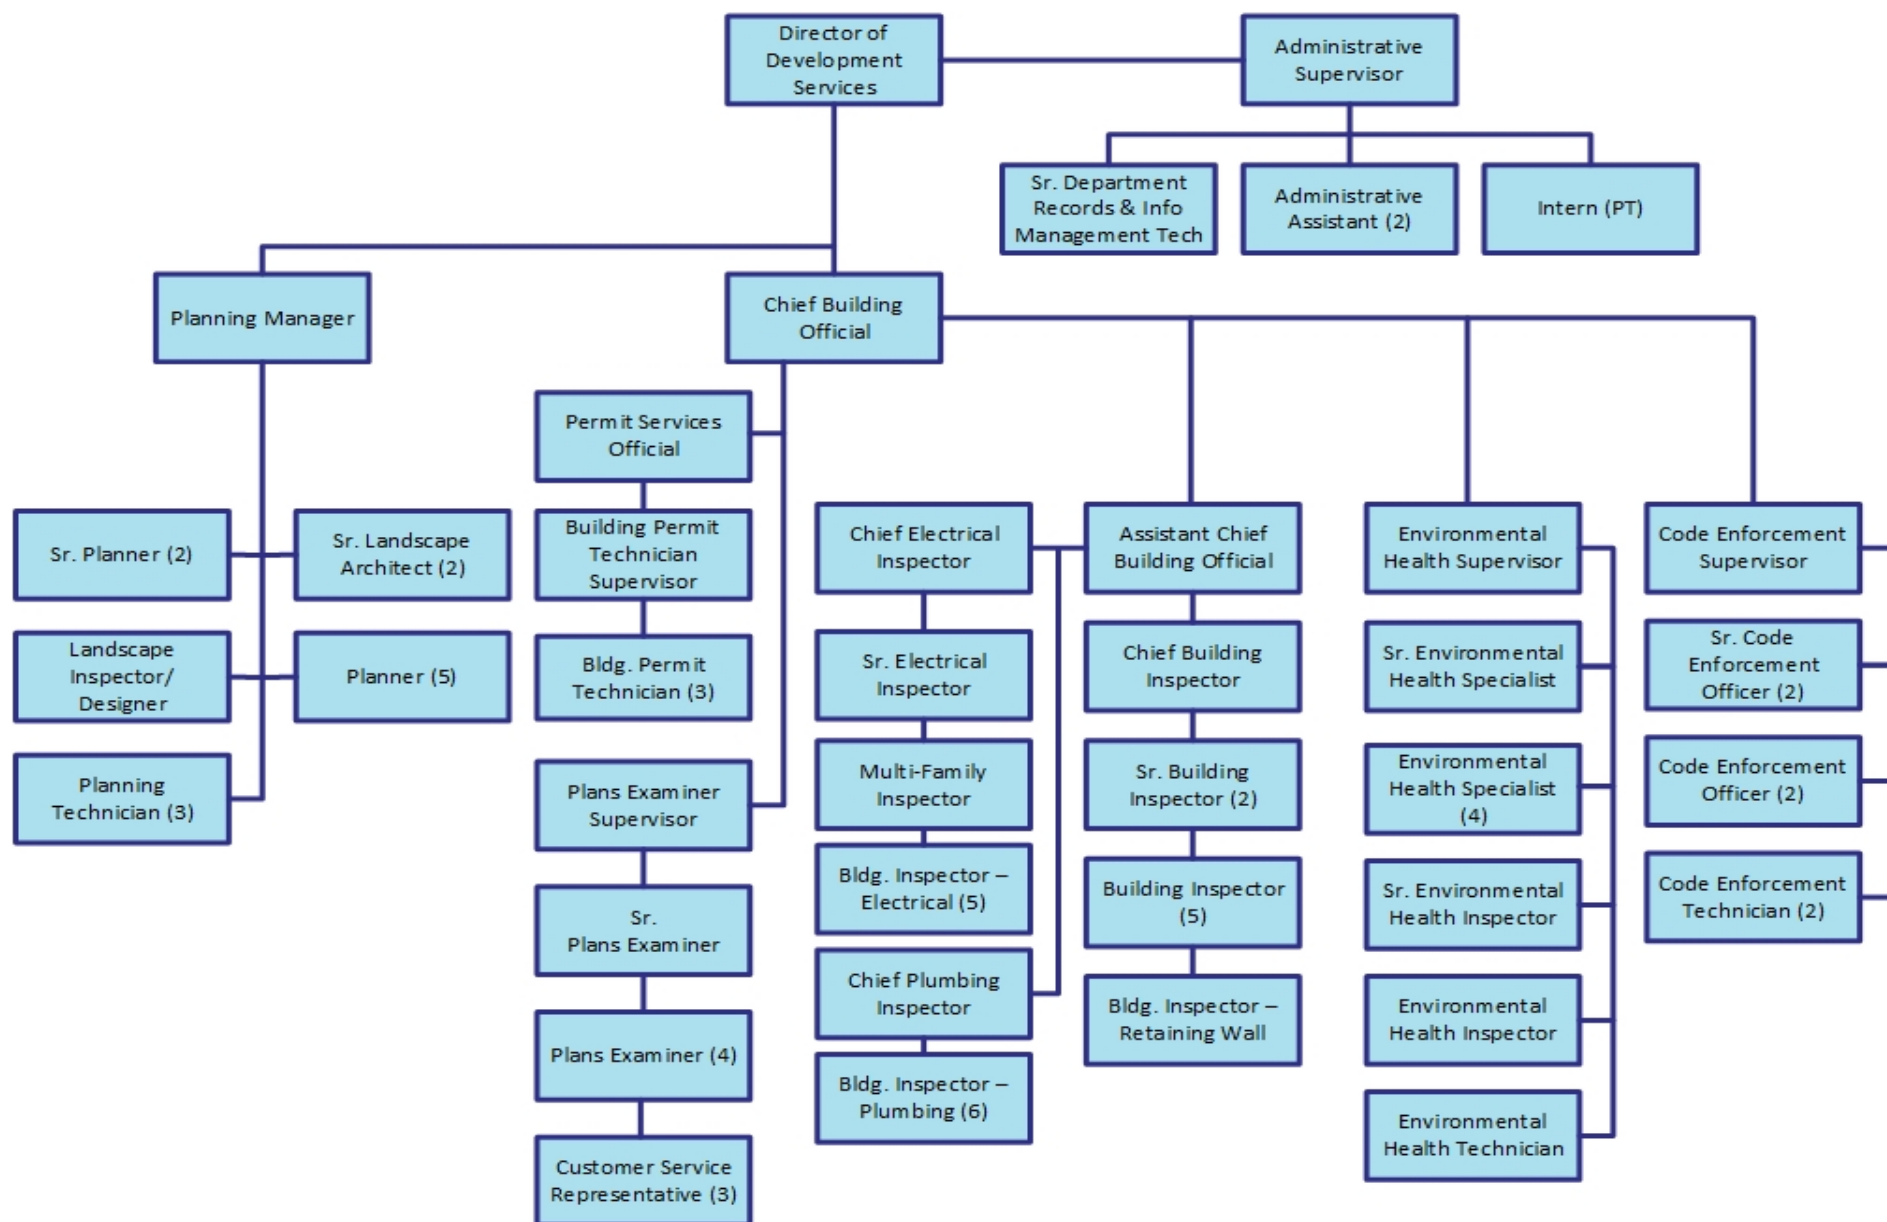 Director of
Development
Services
Administrative
Supervisor
Sr. Department
Records & Info
Management Tech
Administrative
Assistant (2)
Intern (PT)
Planning Manager
Chief Building
Official
Permit Services
Official
Building Permit
Technician
Supervisor
Bldg. Permit
Technician (3)
Sr. Planner (2)
Sr. Landscape
Architect (2)
Landscape
Inspector/
Designer
Planner (5)
Planning
Technician (3)
Plans Examiner
Supervisor
Sr.
Plans Examiner
Plans Examiner (4)
Customer Service
Representative (3)
Chief Electrical
Inspector
Sr. Electrical
Inspector
Multi-Family
Inspector
Bldg. Inspector –
Electrical (5)
Chief Plumbing
Inspector
Bldg. Inspector –
Plumbing (6)
Assistant Chief
Building Official
Chief Building
Inspector
Sr. Building
Inspector (2)
Building Inspector
(5)
Bldg. Inspector –
Retaining Wall
Environmental
Health Supervisor
Sr. Environmental
Health Specialist
Environmental
Health Specialist
(4)
Sr. Environmental
Health Inspector
Environmental
Health Inspector
Environmental
Health Technician
Code Enforcement
Supervisor
Sr. Code
Enforcement
Officer (2)
Code Enforcement
Officer (2)
Code Enforcement
Technician (2)